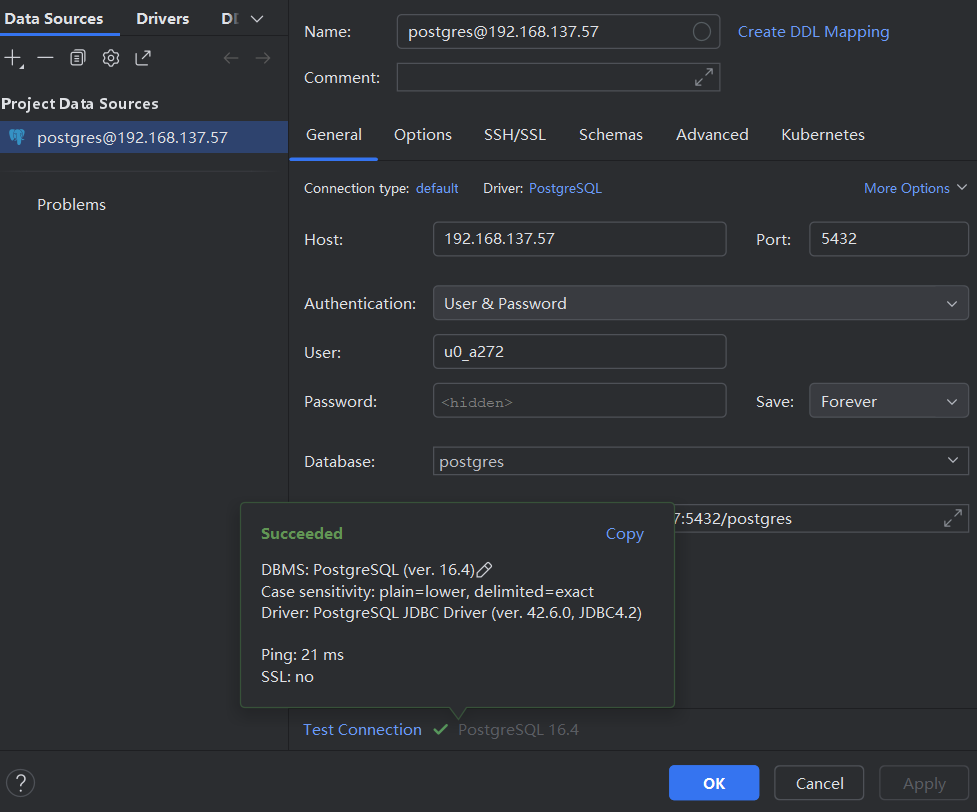 Data Sources
Drivers
Project Data Sources
postgres@192.168.137.57
Problems
Name: postgres@192.168.137.57 Create DDL Mapping
Comment:
General Options SSH/SSL Schemas Advanced Kubernetes
Connection type: default Driver: PostgreSQL More Options
Host: 192.168.137.57 Port: 5432
Authentication: User & Password
User: u0_a272
Password: <hidden> Save: Forever
Database: postgres
7:5432/postgres
Succeeded Copy
DBMS: PostgreSQL (ver. 16.4)
Case sensitivity: plain=lower, delimited=exact
Driver: PostgreSQL JDBC Driver (ver. 42.6.0, JDBC4.2)
Ping: 21 ms
SSL: no
Test Connection PostgreSQL 16.4
? OK Cancel Apply